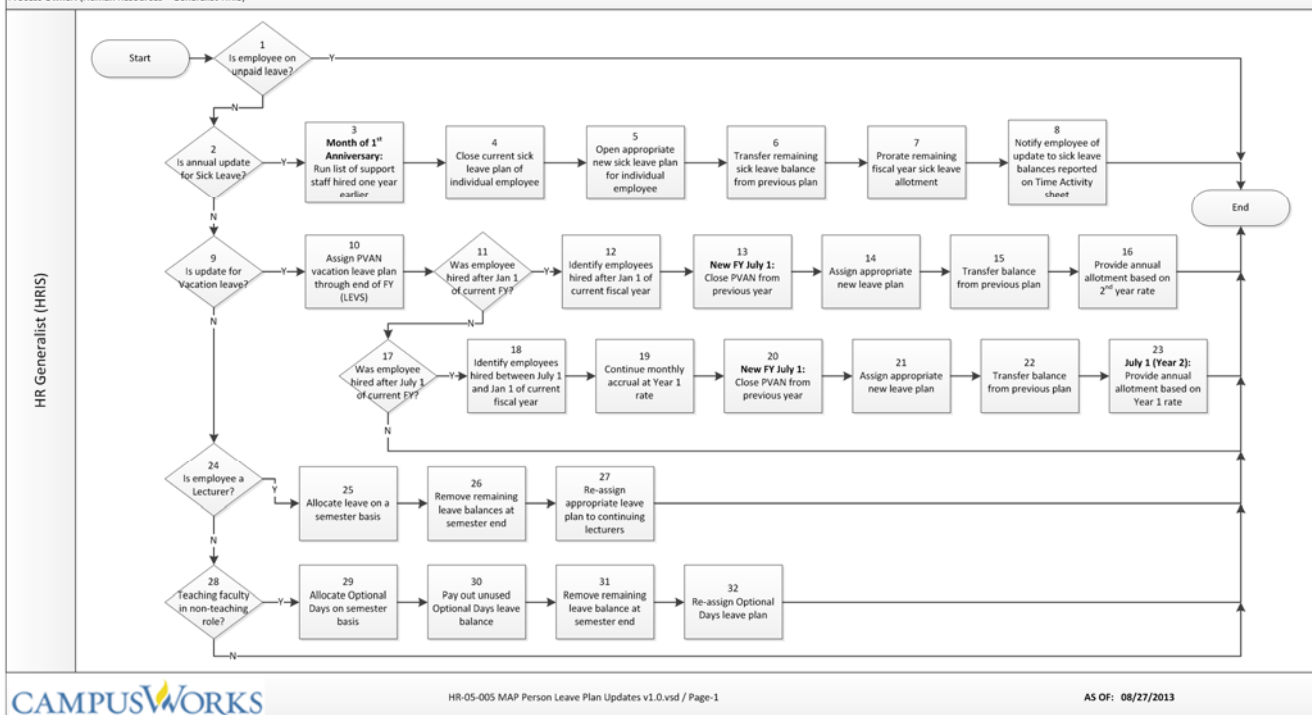 Start
1
Is employee on
unpaid leave?
Y
N
2
Is annual update
for Sick Leave?
Y
3
Month of 1st
Anniversary:
Run list of support
staff hired one year
earlier
4
Close current sick
leave plan of
individual employee
5
Open appropriate
new sick leave plan
for individual
employee
6
Transfer remaining
sick leave balance
from previous plan
7
Prorate remaining
fiscal year sick leave
allotment
8
Notify employee of
update to sick leave
balances reported
on Time Activity
sheet
N
End
9
Is update for
Vacation leave?
Y
10
Assign PVAN
vacation leave plan
through end of FY
(LEVS)
11
Was employee
hired after Jan 1
of current FY?
Y
12
Identify employees
hired after Jan 1 of
current fiscal year
13
New FY July 1:
Close PVAN from
previous year
14
Assign appropriate
new leave plan
15
Transfer balance
from previous plan
16
Provide annual
allotment based on
2nd year rate
N
N
17
Was employee
hired after July 1
of current FY?
Y
18
Identify employees
hired between July 1
and Jan 1 of current
fiscal year
19
Continue monthly
accrual at Year 1
rate
20
New FY July 1:
Close PVAN from
previous year
21
Assign appropriate
new leave plan
22
Transfer balance
from previous plan
23
July 1 (Year 2):
Provide annual
allotment based on
Year 1 rate
N
HR Generalist (HRIS)
24
Is employee a
Lecturer?
Y
25
Allocate leave on a
semester basis
26
Remove remaining
leave balances at
semester end
27
Re-assign
appropriate leave
plan to continuing
lecturers
N
28
Teaching faculty
in non-teaching
role?
Y
29
Allocate Optional
Days on semester
basis
30
Pay out unused
Optional Days leave
balance
31
Remove remaining
leave balance at
semester end
32
Re-assign Optional
Days leave plan
N
CAMPUSWORKS
HR-05-005 MAP Person Leave Plan Updates v1.0.vsd / Page-1
AS OF: 08/27/2013